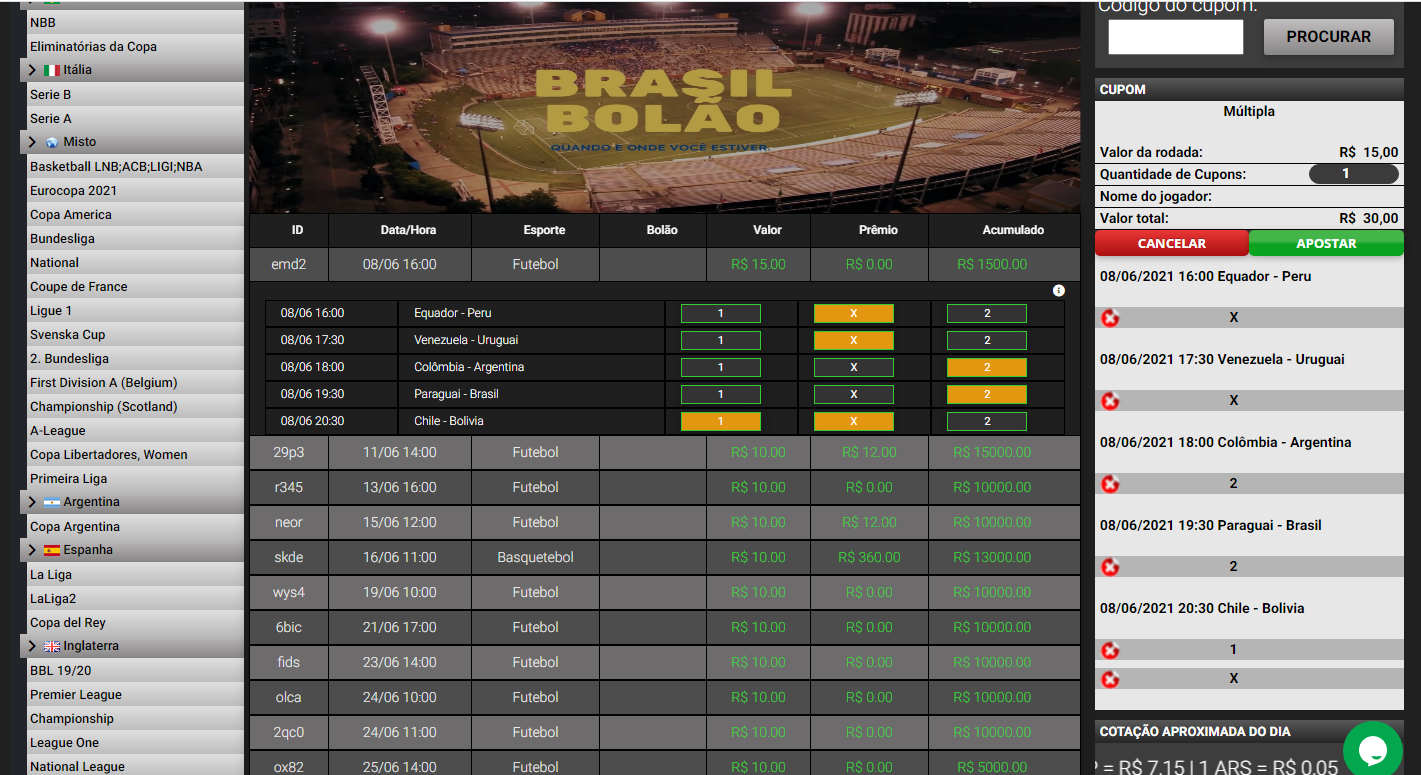 NBB
Eliminatórias da Copa
Itália
Serie B
Serie A
Misto
Basketball LNB;ACB;LIGI;NBA
Eurocopa 2021
Copa America
Bundesliga
National
Coupe de France
Ligue 1
Svenska Cup
2. Bundesliga
First Division A (Belgium)
Championship (Scotland)
A-League
Copa Libertadores, Women
Primeira Liga
Argentina
Copa Argentina
Espanha
La Liga
LaLiga2
Copa del Rey
Inglaterra
BBL 19/20
Premier League
Championship
League One
National League
BRASIL
BOLÃO
QUANDO E ONDE VOCÊ ESTIVER.
ID Data/Hora Esporte Bolão Valor Prêmio Acumulado
emd2 08/06 16:00 Futebol R$ 15.00 R$ 0.00 R$ 1500.00
08/06 16:00 Equador - Peru 1 X 2
08/06 17:30 Venezuela - Uruguai 1 X 2
08/06 18:00 Colômbia - Argentina 1 X 2
08/06 19:30 Paraguai - Brasil 1 X 2
08/06 20:30 Chile - Bolivia 1 X 2
29p3 11/06 14:00 Futebol R$ 10.00 R$ 12.00 R$ 15000.00
r345 13/06 16:00 Futebol R$ 10.00 R$ 0.00 R$ 10000.00
neor 15/06 12:00 Futebol R$ 10.00 R$ 12.00 R$ 10000.00
skde 16/06 11:00 Basquetebol R$ 10.00 R$ 360.00 R$ 13000.00
wys4 19/06 10:00 Futebol R$ 10.00 R$ 0.00 R$ 10000.00
6bic 21/06 17:00 Futebol R$ 10.00 R$ 0.00 R$ 10000.00
fids 23/06 14:00 Futebol R$ 10.00 R$ 0.00 R$ 10000.00
olca 24/06 10:00 Futebol R$ 10.00 R$ 0.00 R$ 10000.00
2qc0 24/06 11:00 Futebol R$ 10.00 R$ 0.00 R$ 10000.00
ox82 25/06 14:00 Futebol R$ 10.00 R$ 0.00 R$ 5000.00
Código do cupom:
PROCURAR
CUPOM
Múltipla
Valor da rodada: R$ 15,00
Quantidade de Cupons: 1
Nome do jogador:
Valor total: R$ 30,00
CANCELAR APOSTAR
08/06/2021 16:00 Equador - Peru
X
08/06/2021 17:30 Venezuela - Uruguai
X
08/06/2021 18:00 Colômbia - Argentina
2
08/06/2021 19:30 Paraguai - Brasil
2
08/06/2021 20:30 Chile - Bolivia
1
X
COTAÇÃO APROXIMADA DO DIA
= R$ 7,15 | 1 ARS = R$ 0,05